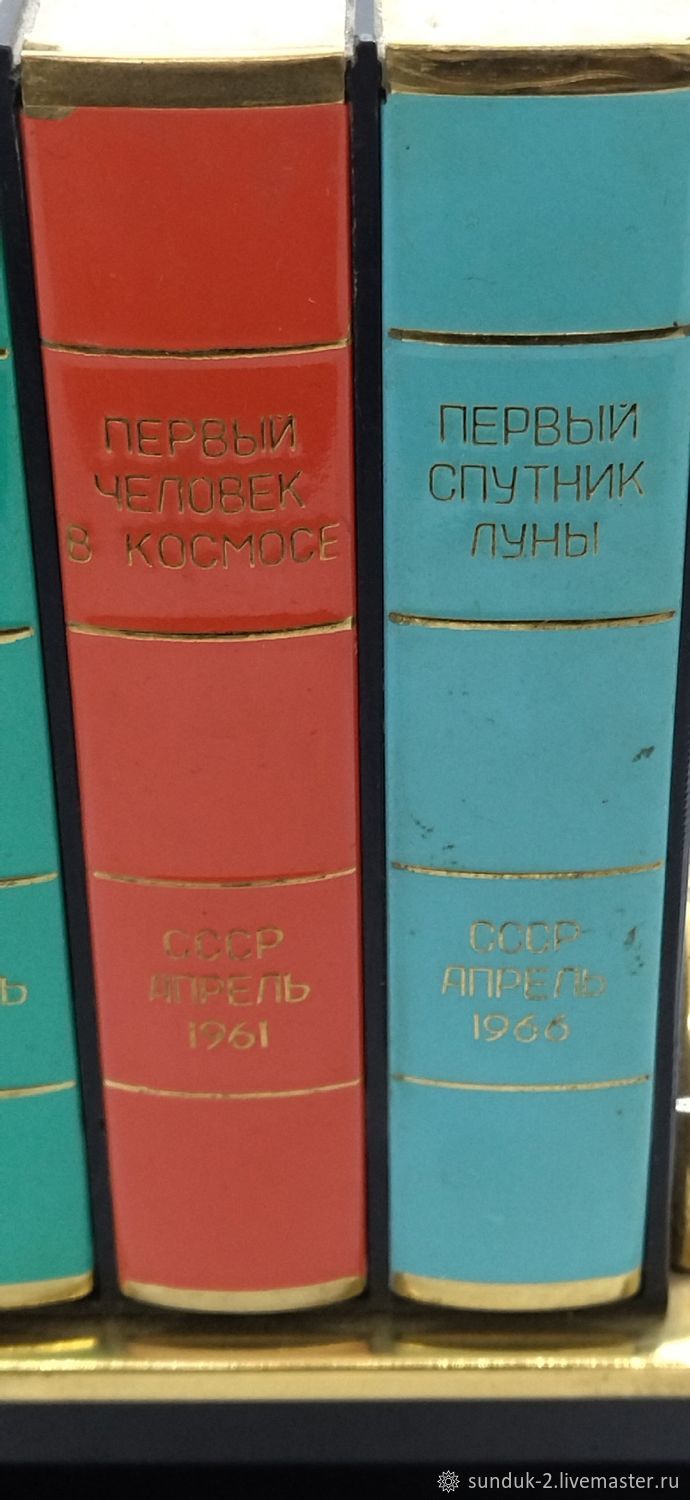 ПЕРВЫЙ
ЧЕЛОВЕК
В КОСМОСЕ
СССР
АПРЕЛЬ
1961
ПЕРВЫЙ
СПУТНИК
ЛУНЫ
СССР
АПРЕЛЬ
1966
Ь
sunduk-2.livemaster.ru